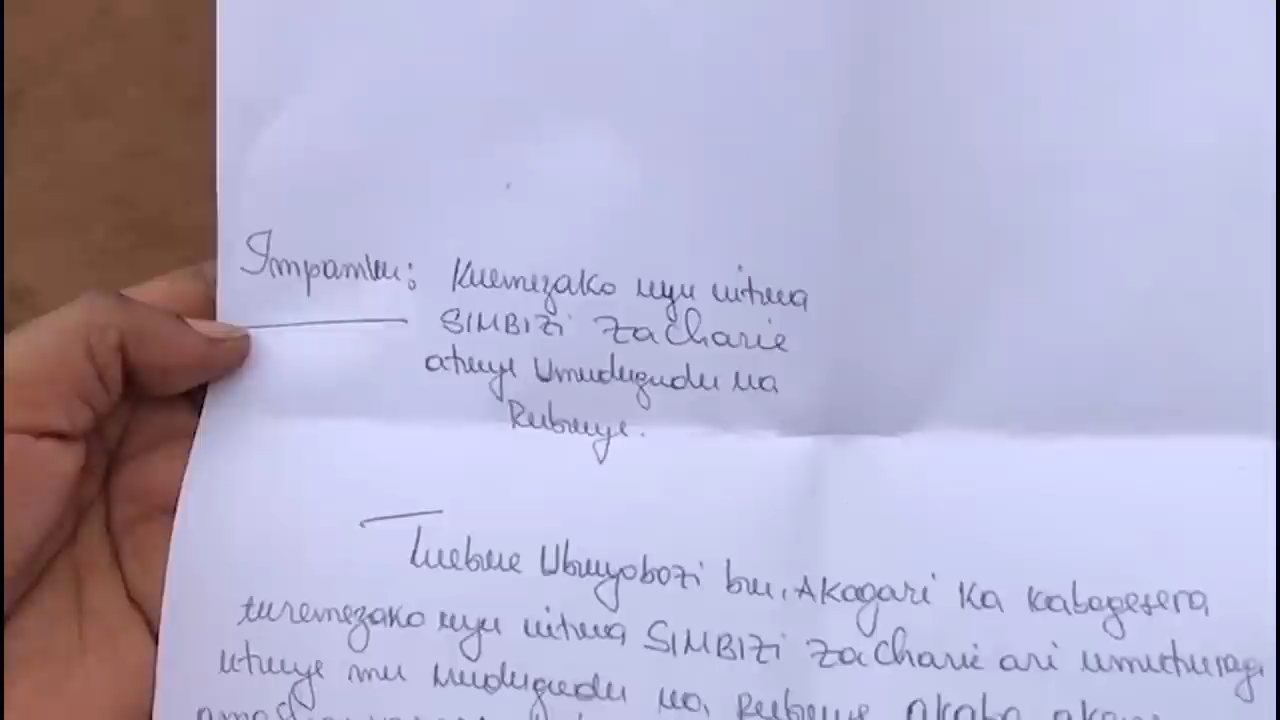 Impamvu: Kwemezako uyu witwa
SIMBIZI Zacharie
atuye Umudugudu wa
Rubuye.
Twebwe Ubuyobozi bw'Akagari Ka Kabagesera
turemezako uyu witwa SIMBIZI Zacharie ari umuturage
utuye mu mudugudu wa Rubuye akaba